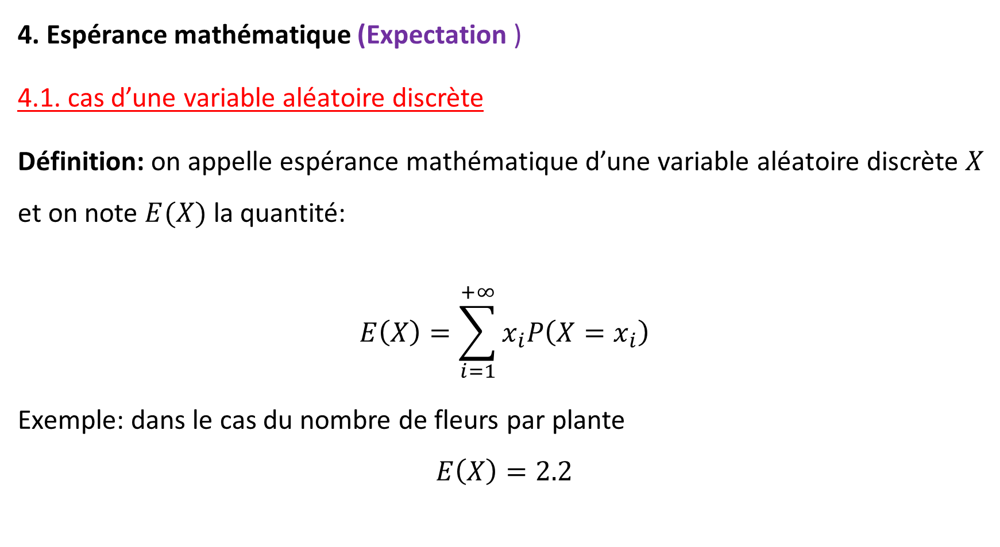 4. Espérance mathématique (Expectation )
4.1. cas d’une variable aléatoire discrète
Définition: on appelle espérance mathématique d’une variable aléatoire discrète X
et on note E(X) la quantité:
E(X) = ∑_{i=1}^{+∞} x_i P(X = x_i)
Exemple: dans le cas du nombre de fleurs par plante
E(X) = 2.2